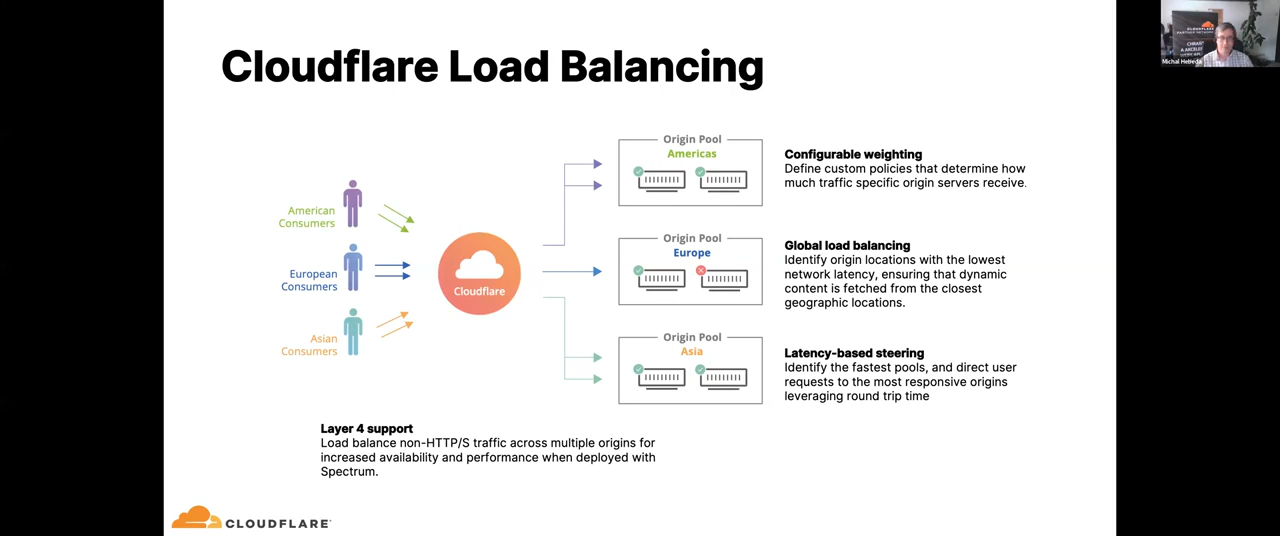 Cloudflare Load Balancing
American
Consumers
European
Consumers
Asian
Consumers
Cloudflare
Origin Pool
Americas
Origin Pool
Europe
Origin Pool
Asia
Configurable weighting
Define custom policies that determine how
much traffic specific origin servers receive.
Global load balancing
Identify origin locations with the lowest
network latency, ensuring that dynamic
content is fetched from the closest
geographic locations.
Latency-based steering
Identify the fastest pools, and direct user
requests to the most responsive origins
leveraging round trip time
Layer 4 support
Load balance non-HTTP/S traffic across multiple origins for
increased availability and performance when deployed with
Spectrum.
CLOUDFLARE
CLOUDFLARE
PARTNER NETWORK
Michal